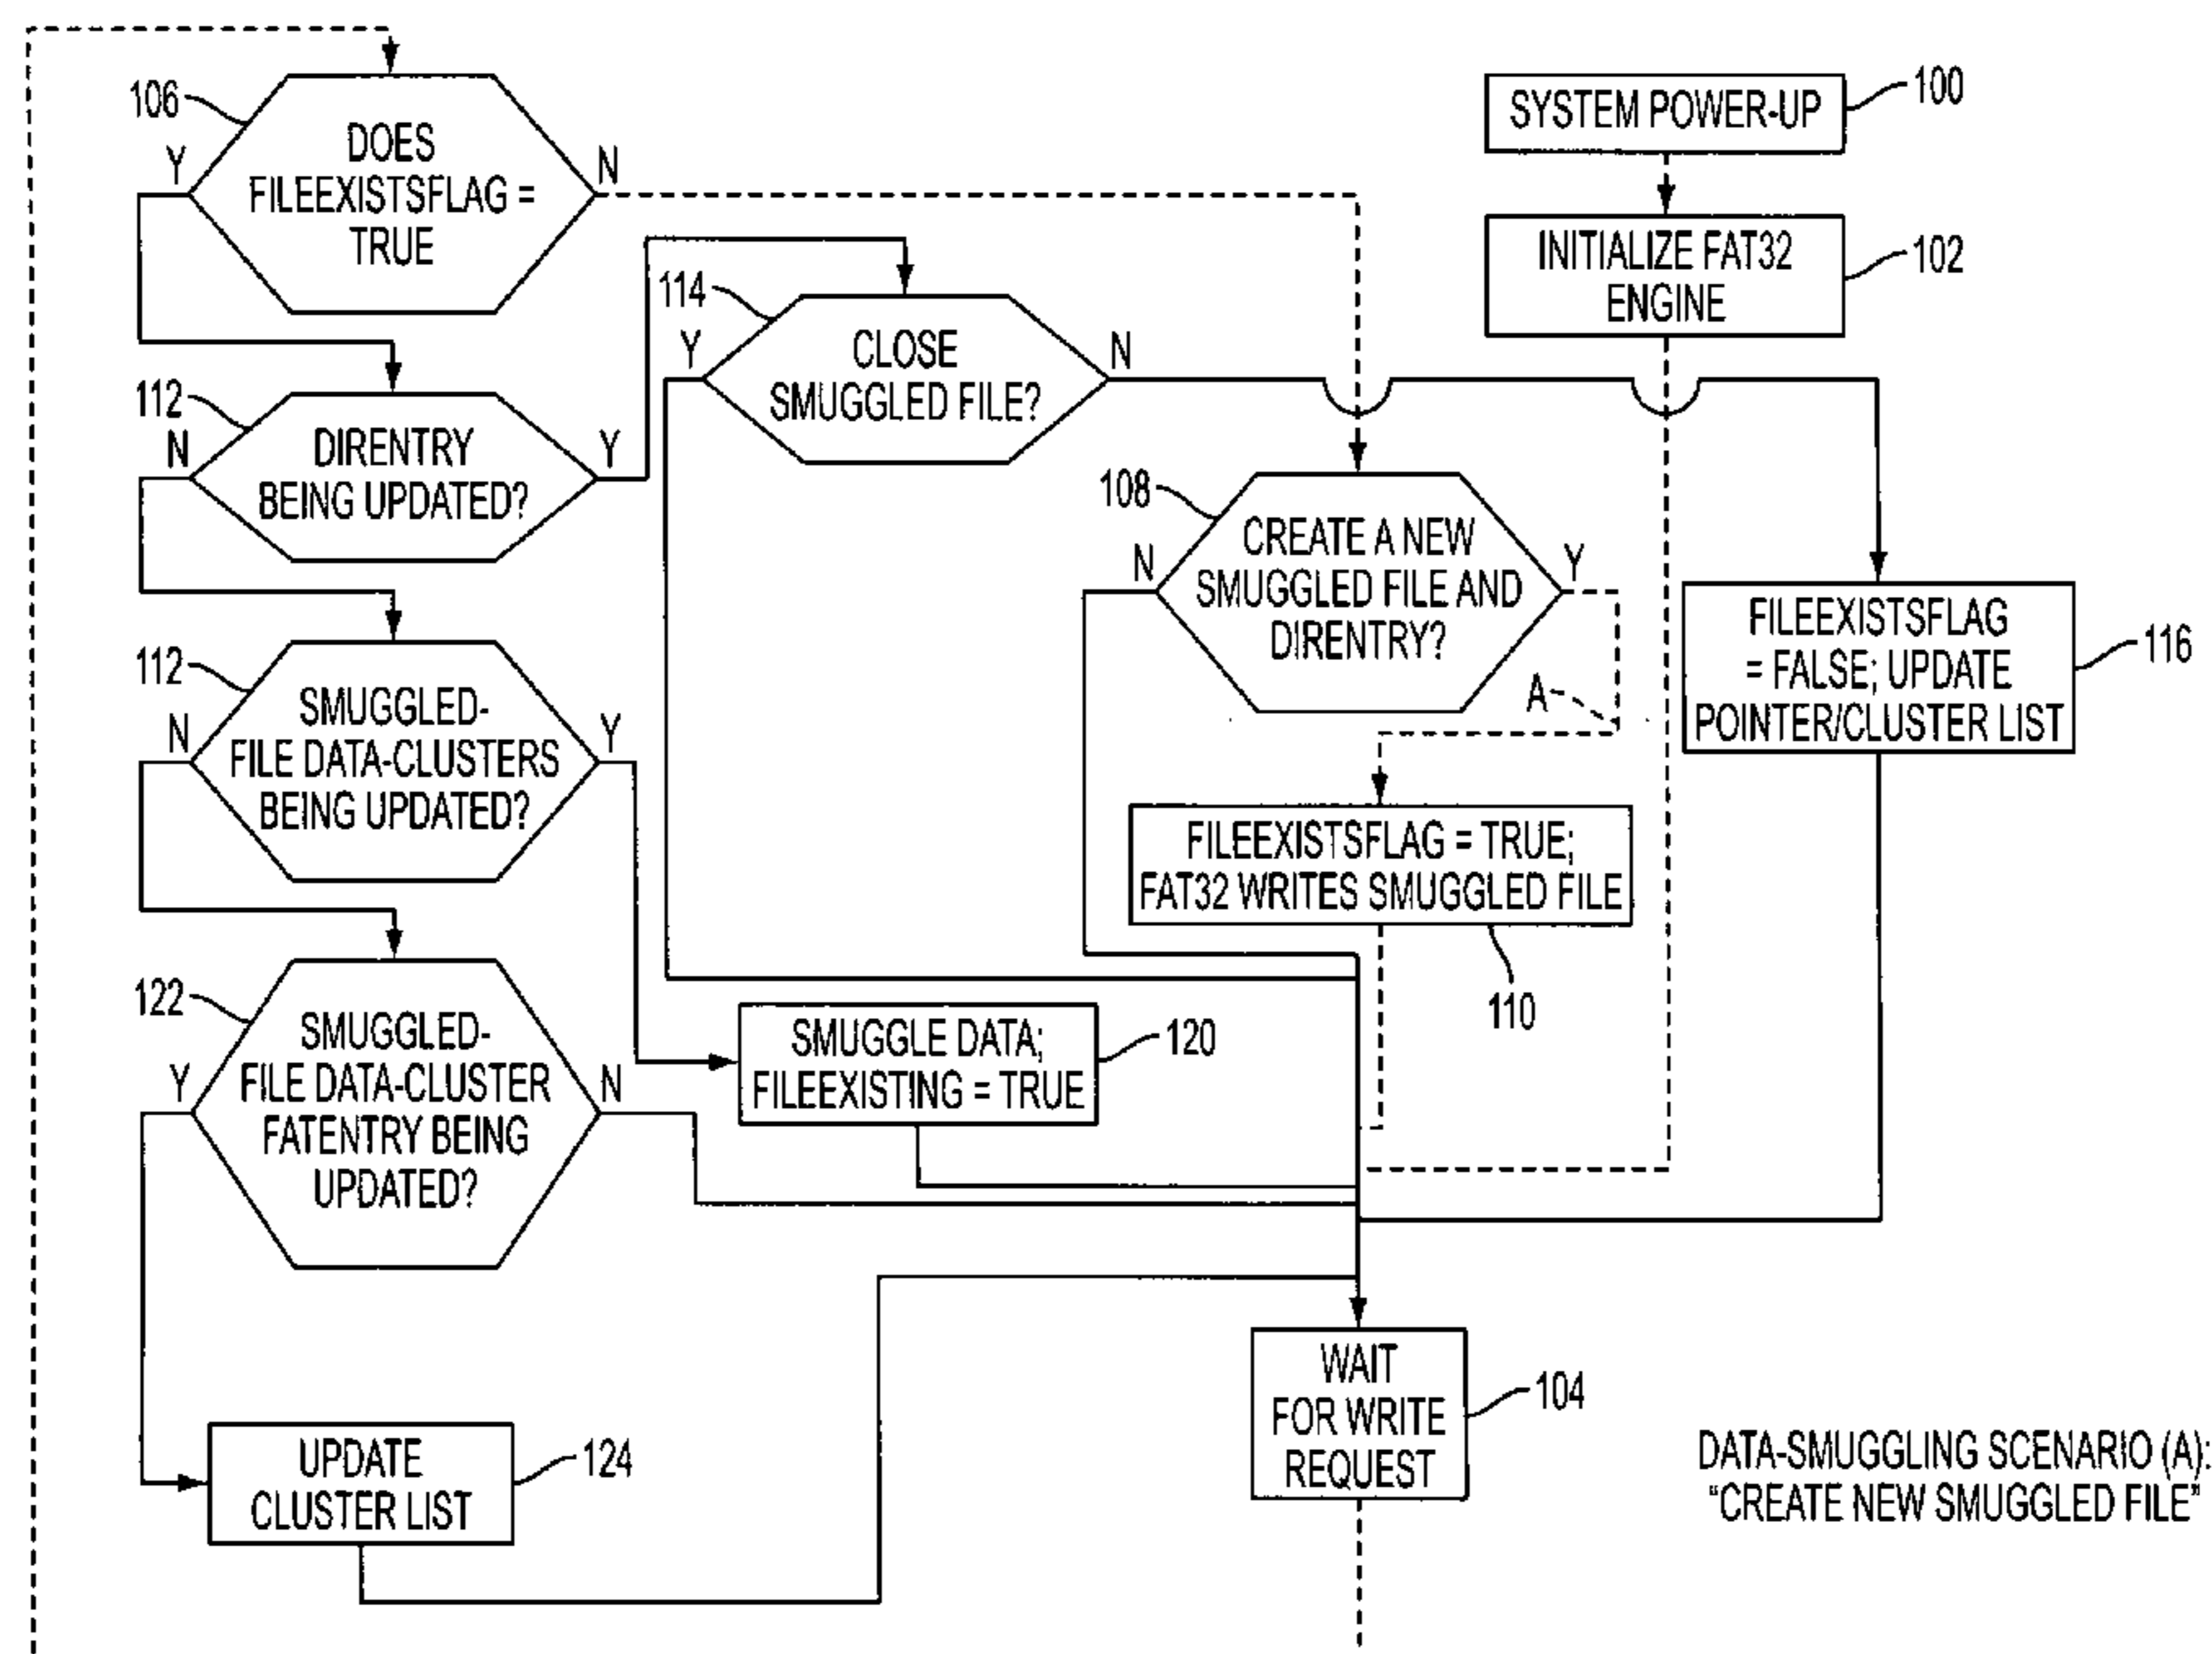 106
DOES
FILEEXISTSFLAG =
TRUE
Y
N
SYSTEM POWER-UP
100
INITIALIZE FAT32
ENGINE
102
114
CLOSE
SMUGGLED FILE?
Y
N
112
DIRENTRY
BEING UPDATED?
N
Y
108
CREATE A NEW
SMUGGLED FILE AND
DIRENTRY?
N
Y
A
FILEEXISTSFLAG
= FALSE; UPDATE
POINTER/CLUSTER LIST
116
112
SMUGGLED-
FILE DATA-CLUSTERS
BEING UPDATED?
N
Y
FILEEXISTSFLAG = TRUE;
FAT32 WRITES SMUGGLED FILE
110
122
SMUGGLED-
FILE DATA-CLUSTER
FATENTRY BEING
UPDATED?
Y
N
SMUGGLE DATA;
FILEEXISTING = TRUE
120
WAIT
FOR WRITE
REQUEST
104
UPDATE
CLUSTER LIST
124
DATA-SMUGGLING SCENARIO (A):
"CREATE NEW SMUGGLED FILE"